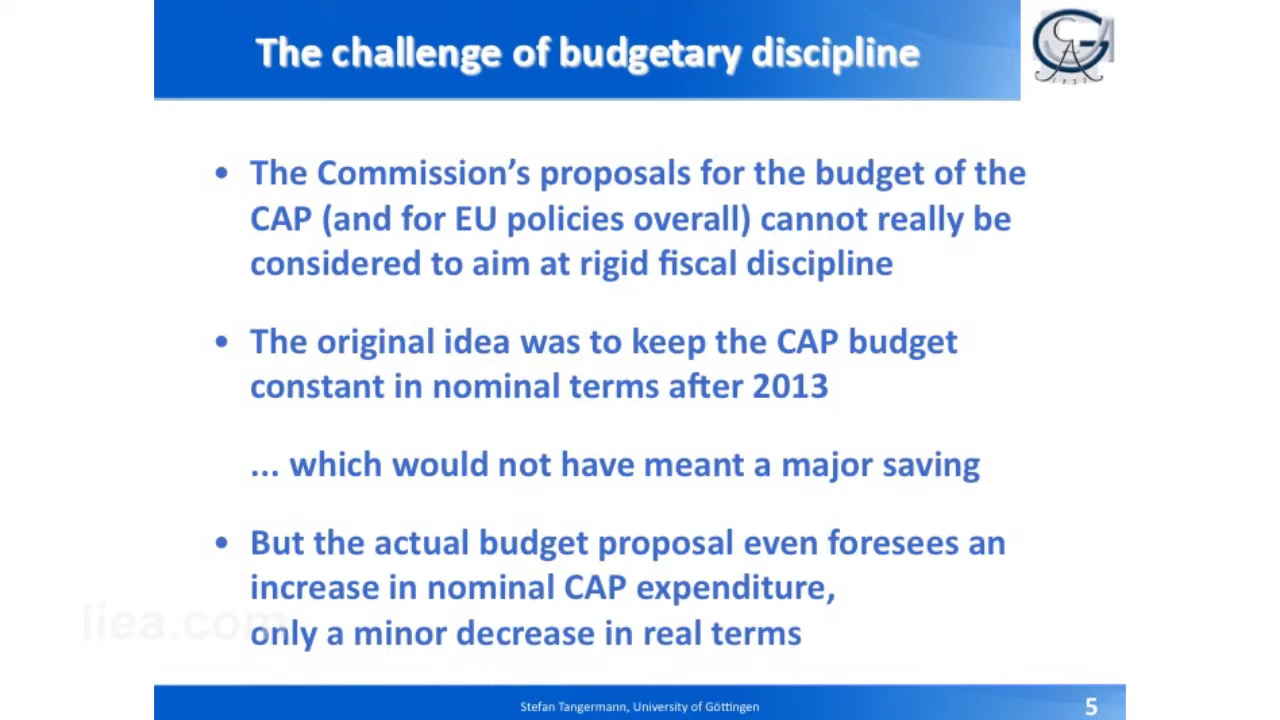 The challenge of budgetary discipline
• The Commission’s proposals for the budget of the
CAP (and for EU policies overall) cannot really be
considered to aim at rigid fiscal discipline
• The original idea was to keep the CAP budget
constant in nominal terms after 2013
... which would not have meant a major saving
• But the actual budget proposal even foresees an
increase in nominal CAP expenditure,
only a minor decrease in real terms
iiea.com
Stefan Tangermann, University of Göttingen
5